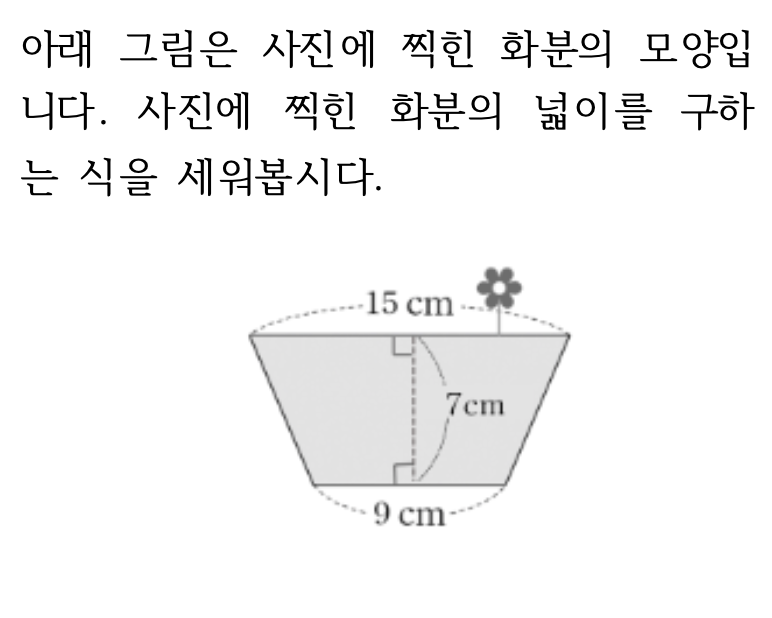 아래 그림은 사진에 찍힌 화분의 모양입
니다. 사진에 찍힌 화분의 넓이를 구하
는 식을 세워봅시다.
15 cm
7cm
9 cm